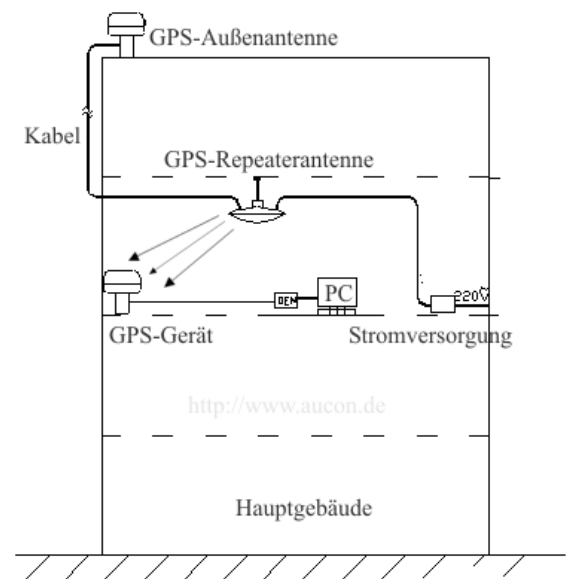 GPS-Außenantenne
Kabel
GPS-Repeaterantenne
PC
220V
GPS-Gerät
Stromversorgung
http://www.aucon.de
Hauptgebäude